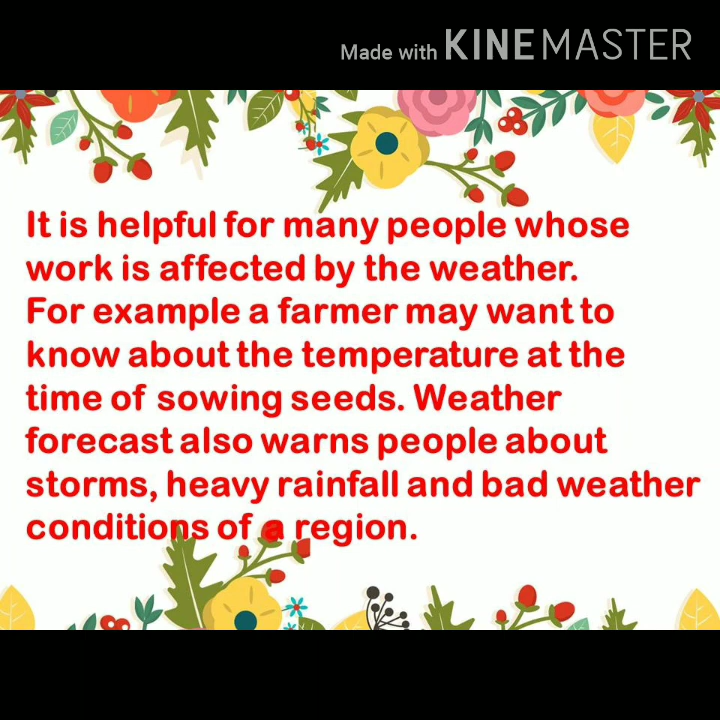 Made with KINEMASTER
It is helpful for many people whose
work is affected by the weather.
For example a farmer may want to
know about the temperature at the
time of sowing seeds. Weather
forecast also warns people about
storms, heavy rainfall and bad weather
conditions of a region.